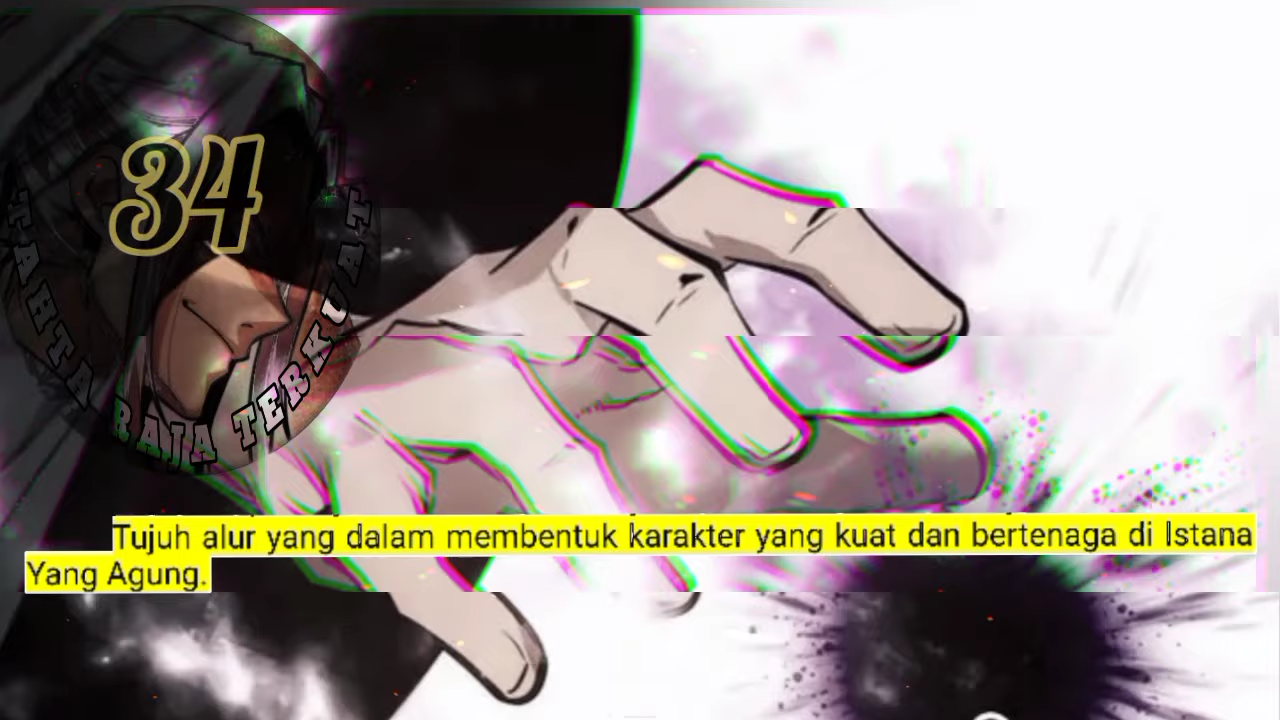 34
TAHTA RAJA TERKUAT
Tujuh alur yang dalam membentuk karakter yang kuat dan bertenaga di Istana
Yang Agung.